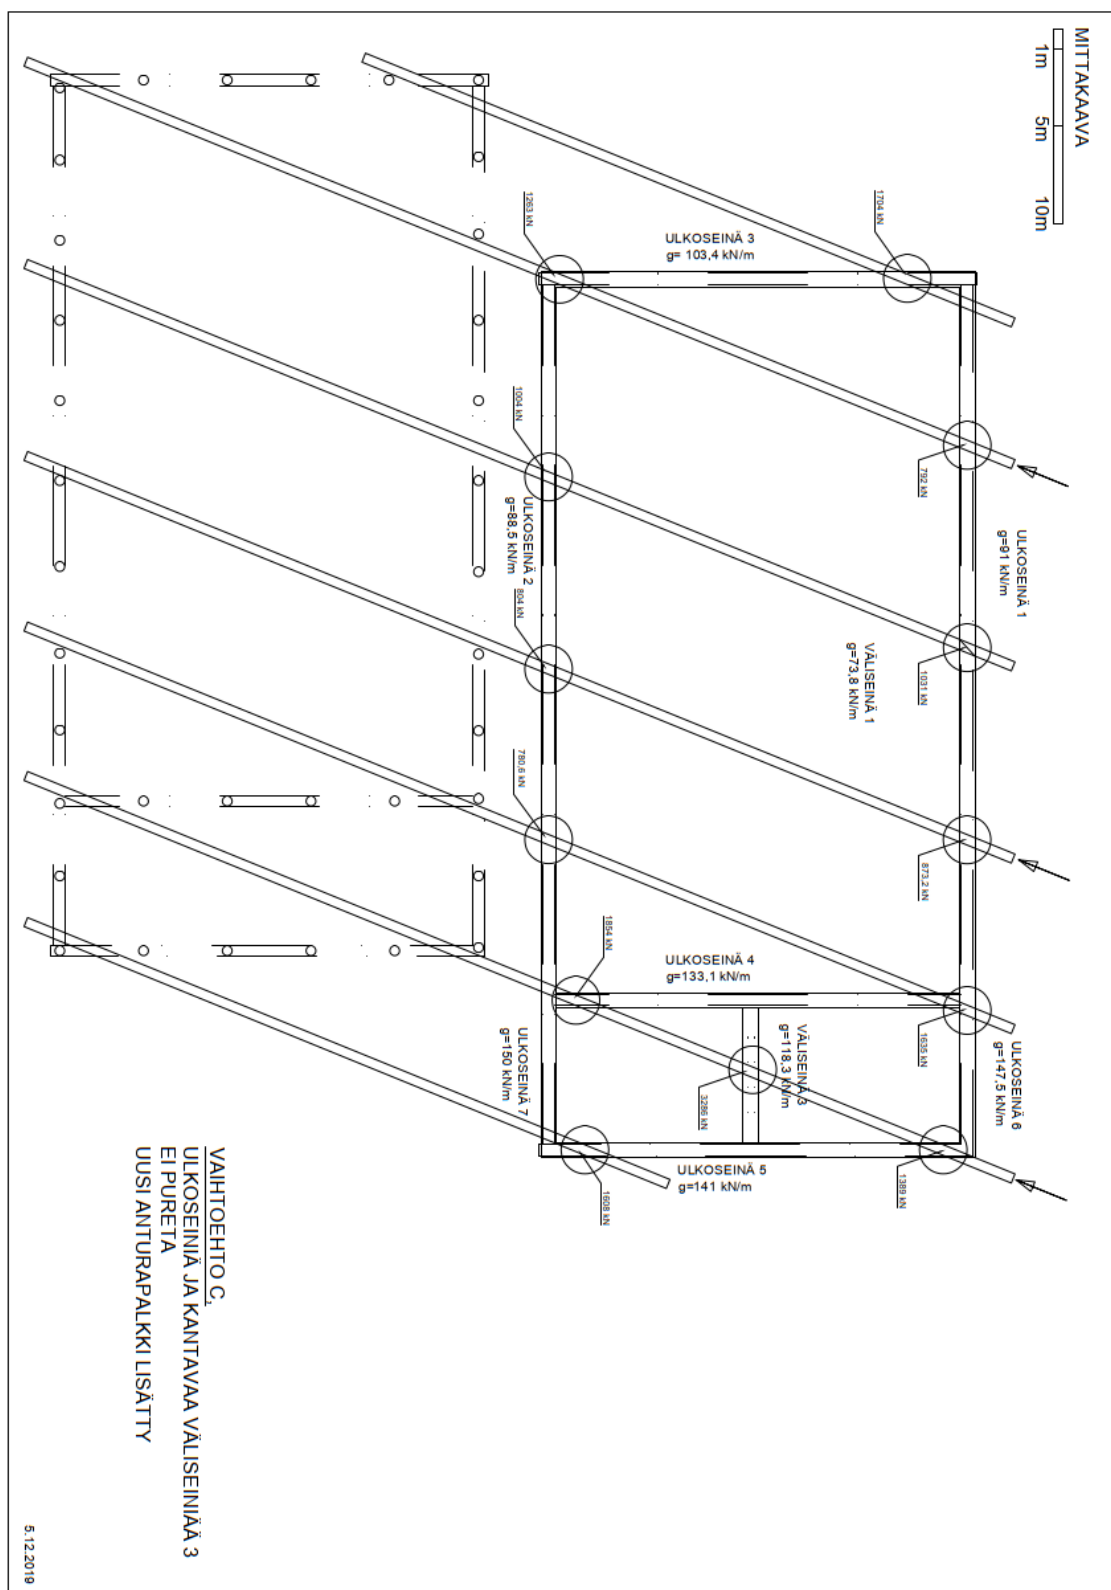 MITTAKAAVA
1m
5m
10m
ULKOSEINÄ 3
g= 103,4 kN/m
1263 kN
1704 kN
1004 kN
792 kN
ULKOSEINÄ 2
g=88,5 kN/m
ULKOSEINÄ 1
g=91 kN/m
804 kN
1031 kN
VÄLISEINÄ 1
g=73,8 kN/m
780,6 kN
873,2 kN
1854 kN
ULKOSEINÄ 4
g=133,1 kN/m
1635 kN
ULKOSEINÄ 7
g=150 kN/m
VÄLISEINÄ 3
g=118,3 kN/m
ULKOSEINÄ 6
g=147,5 kN/m
3286 kN
1608 kN
ULKOSEINÄ 5
g=141 kN/m
1389 kN
VAIHTOEHTO C,
ULKOSEINIÄ JA KANTAVAA VÄLISEINIÄÄ 3
EI PURETA
UUSI ANTURAPALKKI LISÄTTY
5.12.2019